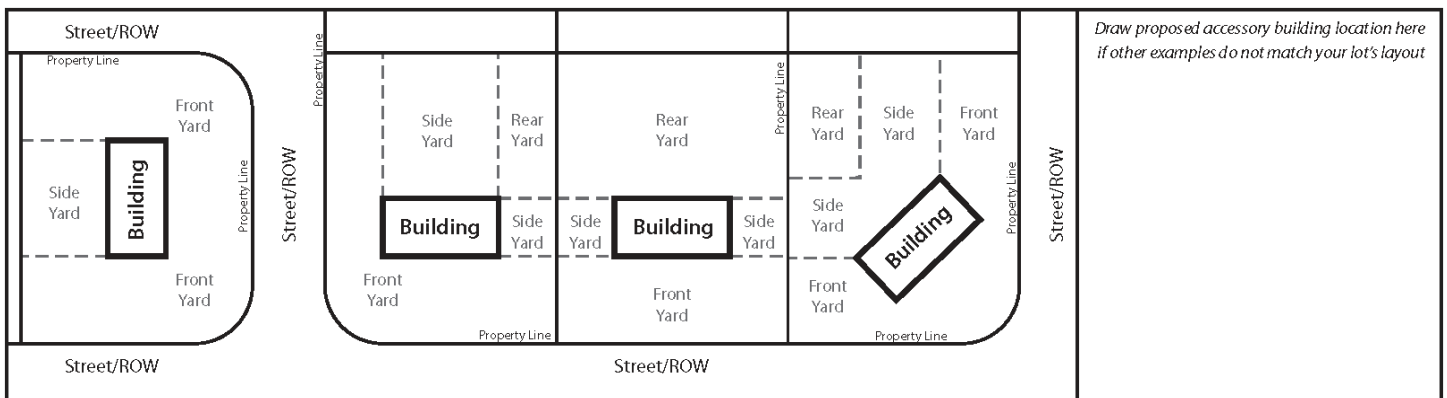 Street/ROW
Property Line
Front
Yard
Side
Yard
Building
Property Line
Front
Yard
Street/ROW
Street/ROW
Property Line
Side
Yard
Rear
Yard
Building
Side
Yard
Front
Yard
Property Line
Rear
Yard
Side
Yard
Building
Side
Yard
Front
Yard
Street/ROW
Property Line
Rear
Yard
Side
Yard
Front
Yard
Side
Yard
Building
Front
Yard
Property Line
Property Line
Street/ROW
Draw proposed accessory building location here
if other examples do not match your lot's layout